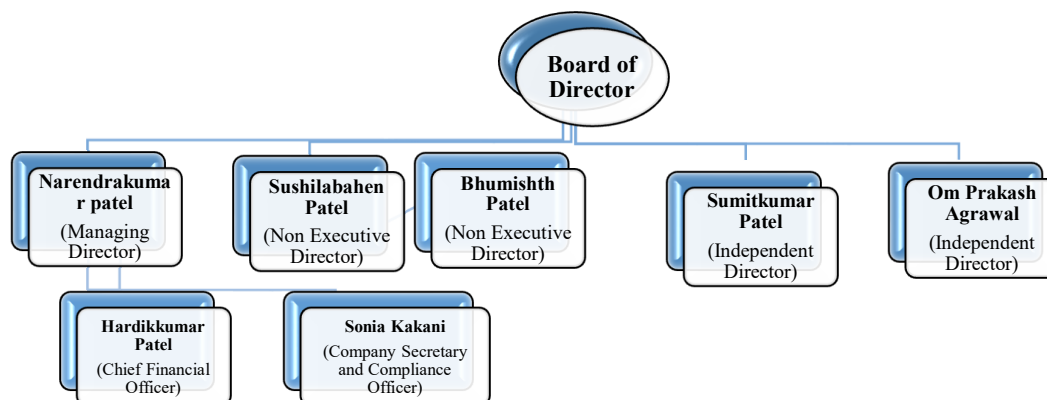 Board of
Director
Narendrakuma
r patel
(Managing
Director)
Sushilabahen
Patel
(Non Executive
Director)
Bhumishth
Patel
(Non Executive
Director)
Sumitkumar
Patel
(Independent
Director)
Om Prakash
Agrawal
(Independent
Director)
Hardikkumar
Patel
(Chief Financial
Officer)
Sonia Kakani
(Company Secretary
and Compliance
Officer)